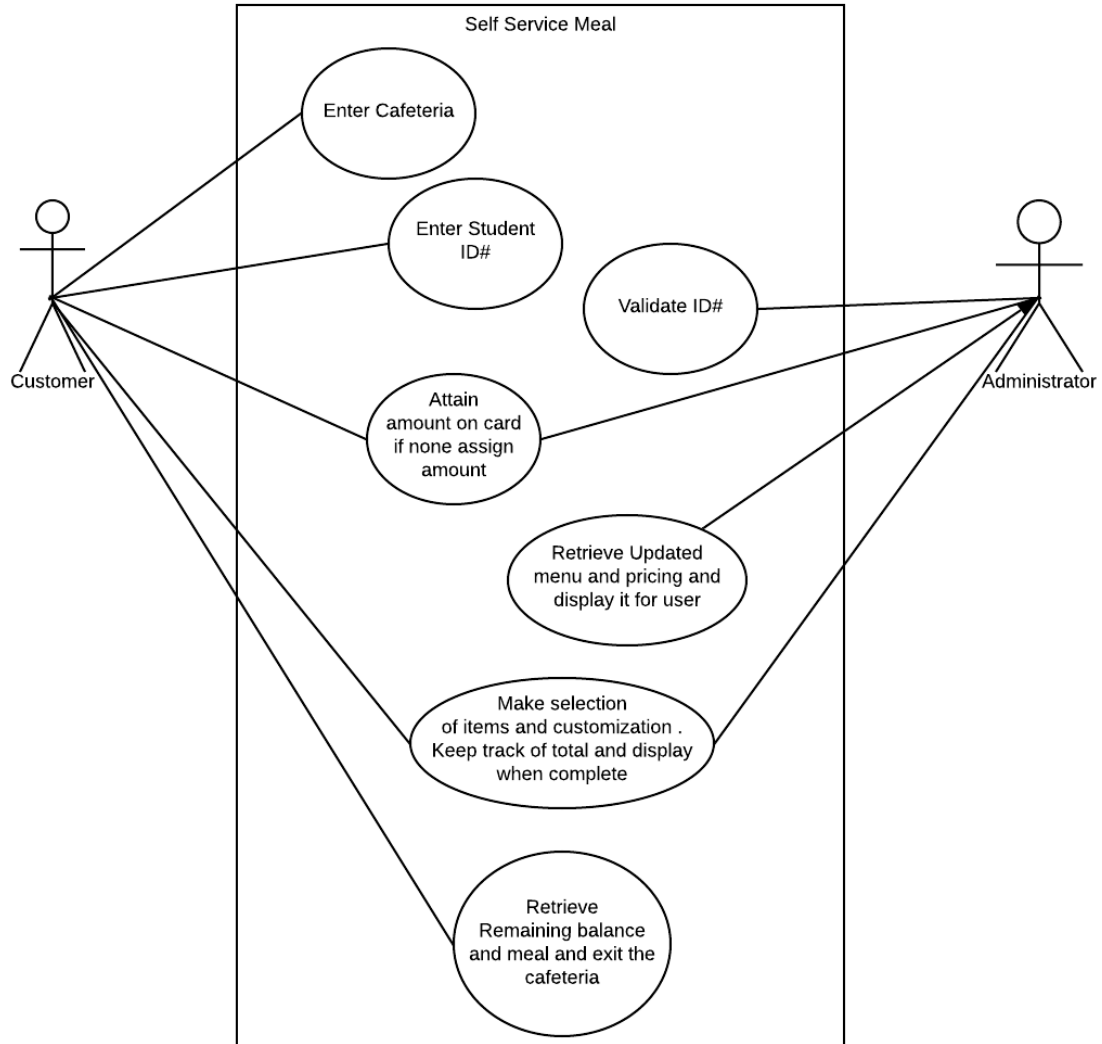 Self Service Meal
Enter Cafeteria
Enter Student
ID#
Validate ID#
Customer
Administrator
Attain
amount on card
if none assign
amount
Retrieve Updated
menu and pricing and
display it for user
Make selection
of items and customization .
Keep track of total and display
when complete
Retrieve
Remaining balance
and meal and exit the
cafeteria